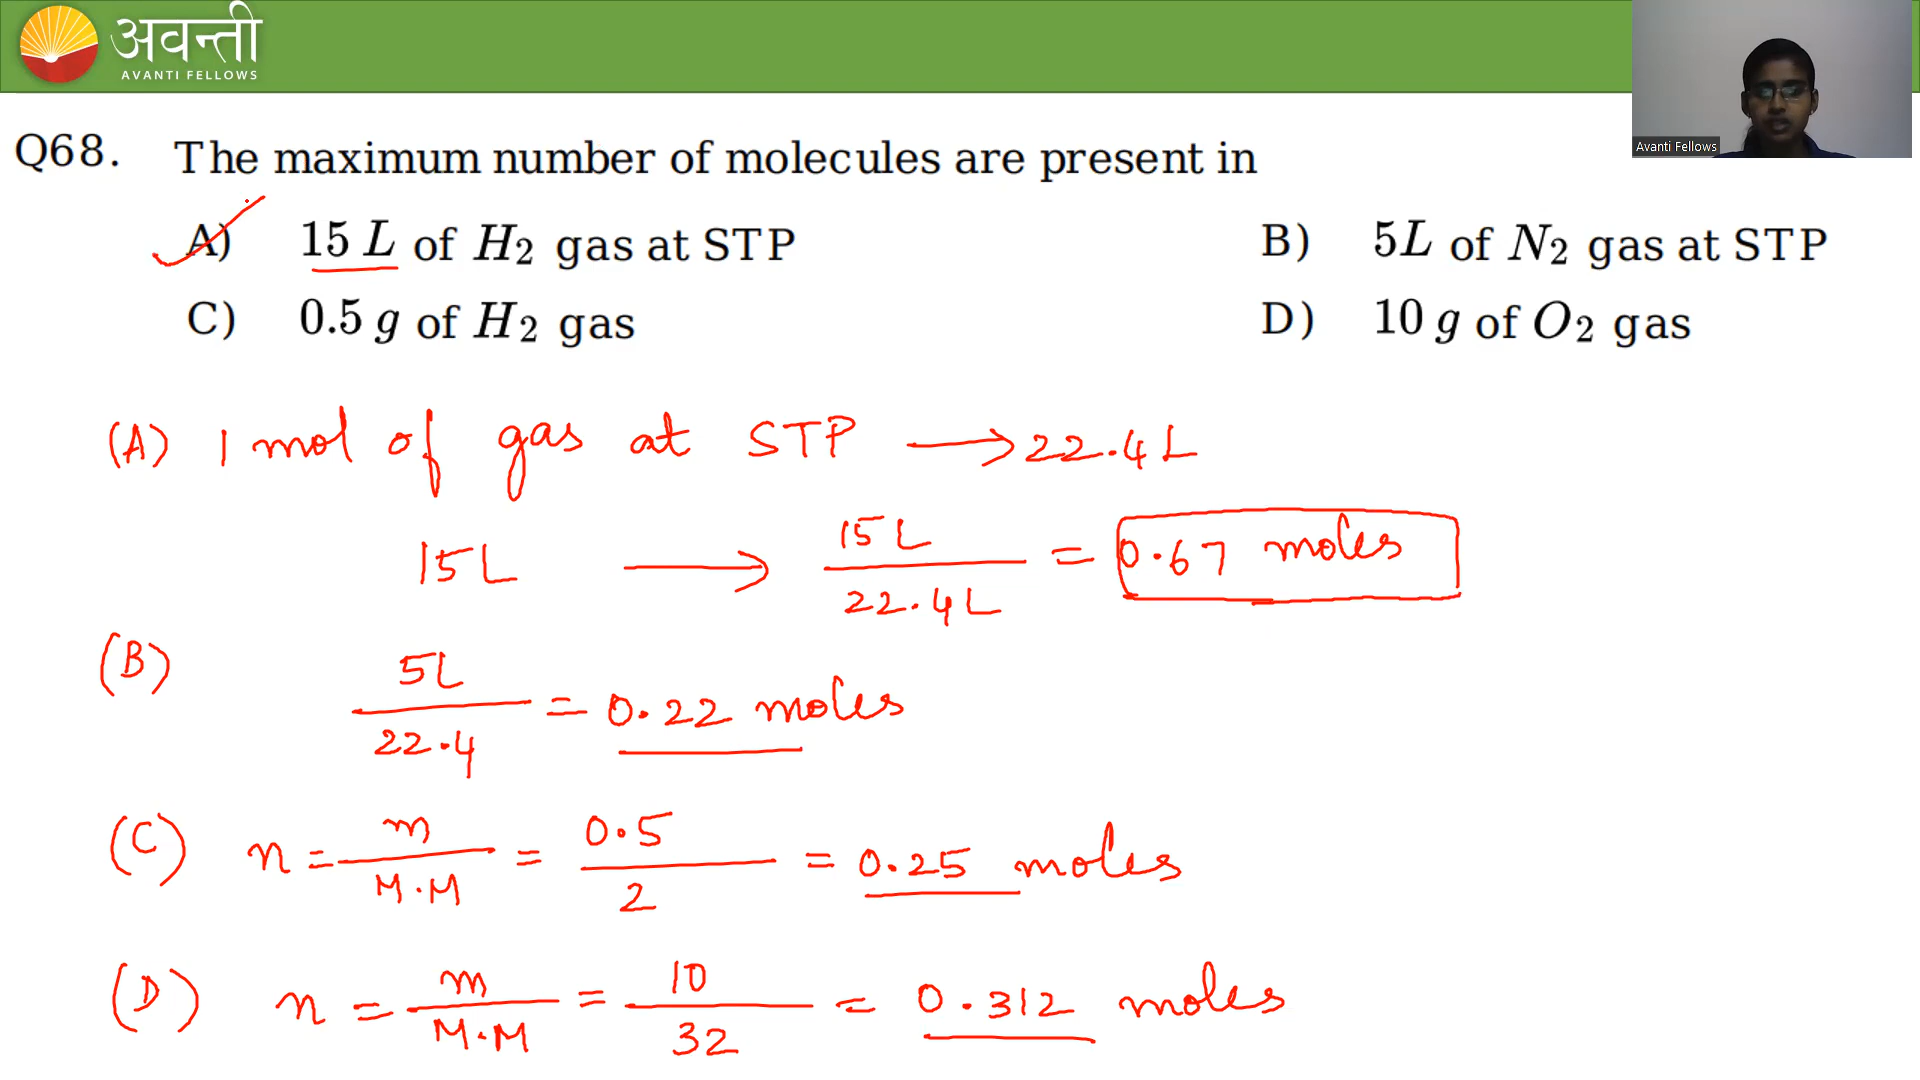 अवन्ती
AVANTI FELLOWS
Avanti Fellows
Q68. The maximum number of molecules are present in
A) 15 L of H2 gas at STP
B) 5L of N2 gas at STP
C) 0.5 g of H2 gas
D) 10 g of O2 gas
(A) 1 mol of gas at STP → 22.4 L
15L → 15L / 22.4L = 0.67 moles
(B) 5L / 22.4 = 0.22 moles
(C) n = m / M.M = 0.5 / 2 = 0.25 moles
(D) n = m / M.M = 10 / 32 = 0.312 moles